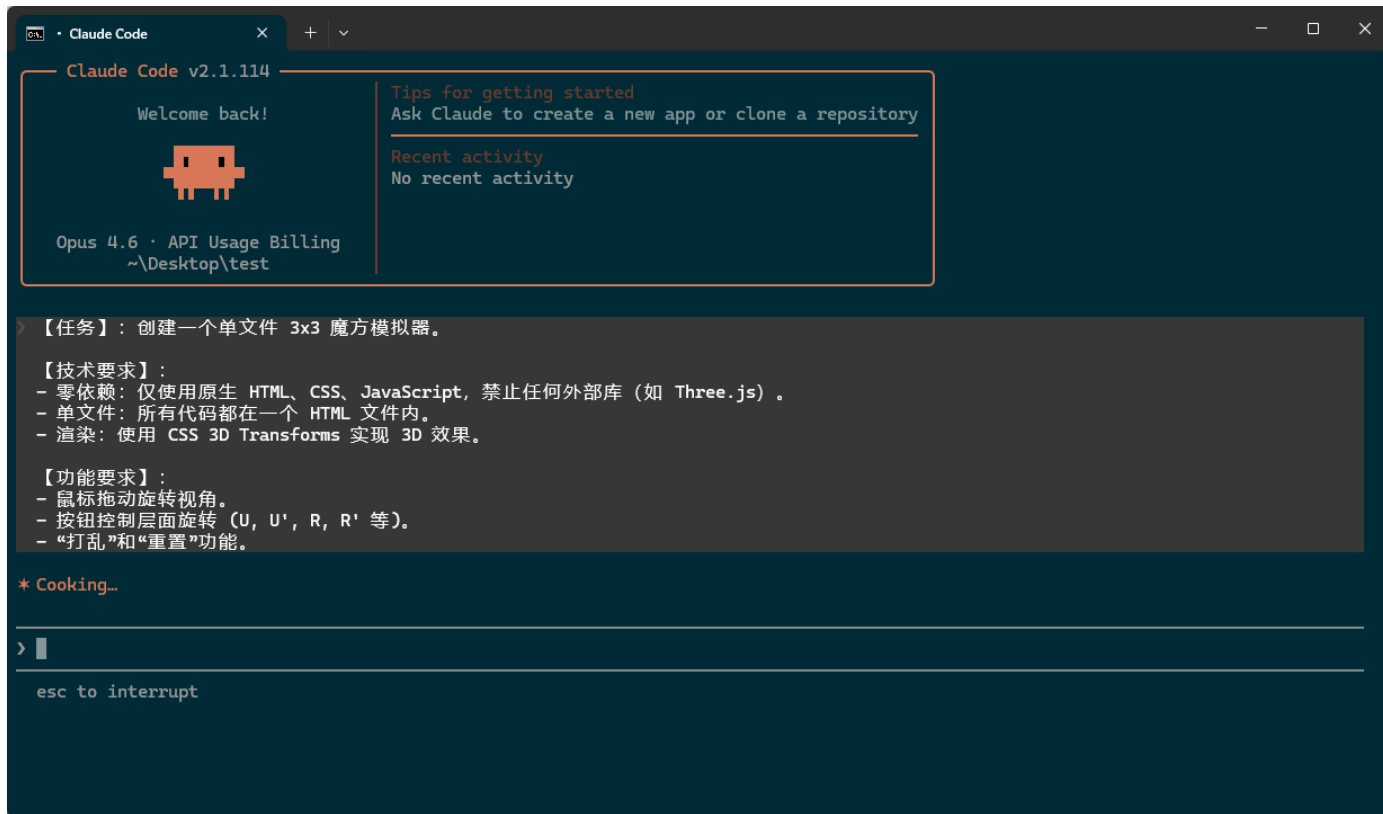 Claude Code
Claude Code v2.1.114
Welcome back!
Opus 4.6 · API Usage Billing
~\Desktop\test
Tips for getting started
Ask Claude to create a new app or clone a repository
Recent activity
No recent activity
❯ 【任务】: 创建一个单文件 3x3 魔方模拟器。
【技术要求】:
- 零依赖: 仅使用原生 HTML、CSS、JavaScript, 禁止任何外部库 (如 Three.js) 。
- 单文件: 所有代码都在一个 HTML 文件内。
- 渲染: 使用 CSS 3D Transforms 实现 3D 效果。
【功能要求】:
- 鼠标拖动旋转视角。
- 按钮控制层面旋转 (U, U', R, R' 等)。
- “打乱”和“重置”功能。
✶ Cooking…
❯
esc to interrupt